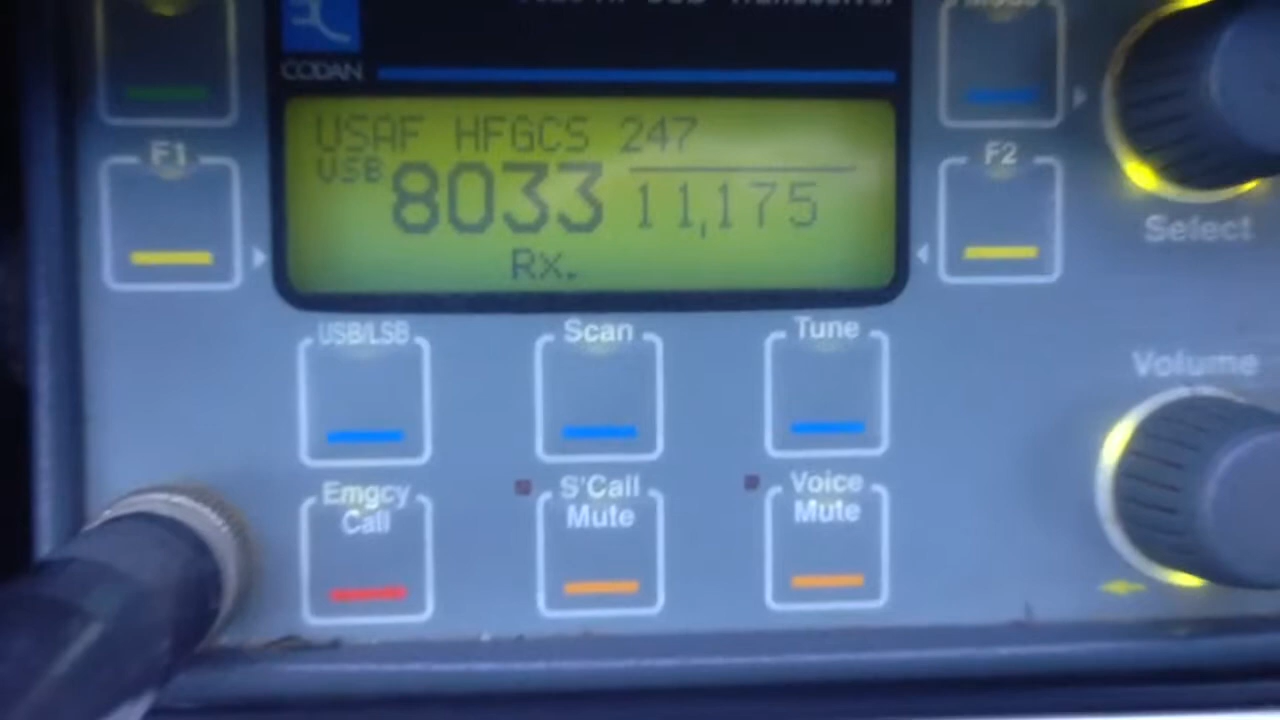 Transceiver
CODAN
USAF HFGCS 247
USB 8033 11,175
Rx.
F1
F2
Select
USB/LSB
Scan
Tune
Volume
Emgcy Call
S'Call Mute
Voice Mute